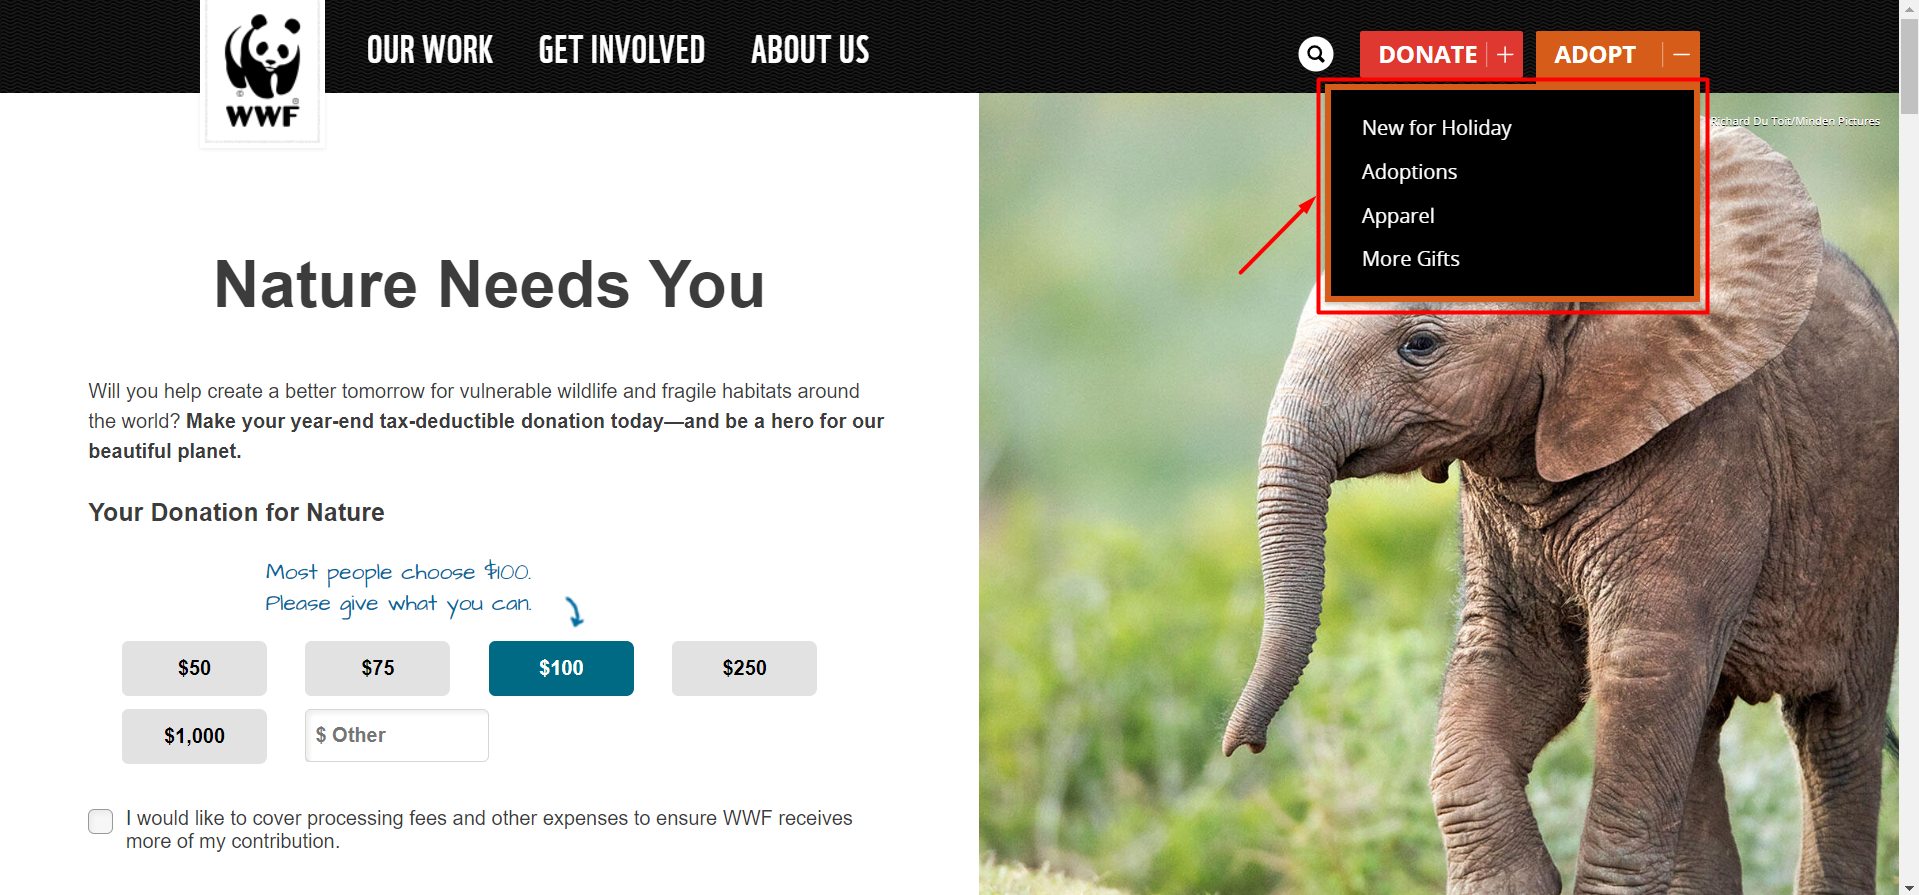 OUR WORK
GET INVOLVED
ABOUT US
DONATE
ADOPT
© WWF ®
New for Holiday
Adoptions
Apparel
More Gifts
Richard Du Toit/Minden Pictures
Nature Needs You
Will you help create a better tomorrow for vulnerable wildlife and fragile habitats around
the world? Make your year-end tax-deductible donation today—and be a hero for our
beautiful planet.
Your Donation for Nature
Most people choose $100.
Please give what you can.
$50
$75
$100
$250
$1,000
$ Other
I would like to cover processing fees and other expenses to ensure WWF receives
more of my contribution.